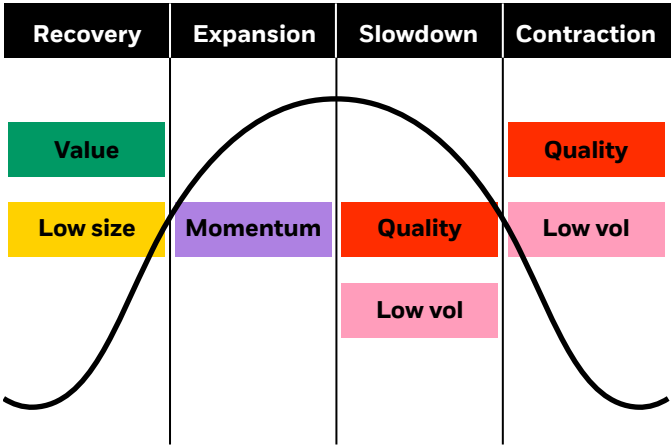 Recovery
Expansion
Slowdown
Contraction
Value
Quality
Low size
Momentum
Quality
Low vol
Low vol